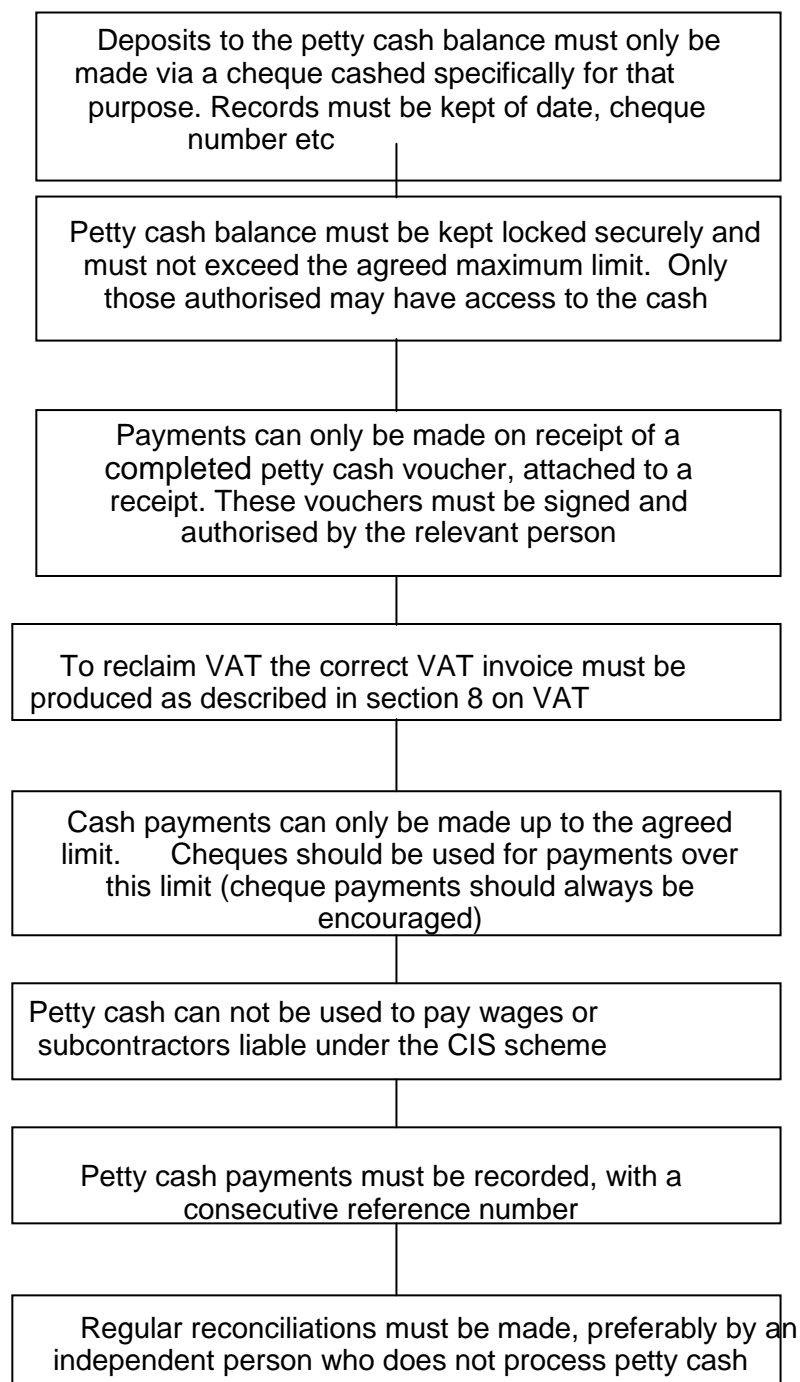 Deposits to the petty cash balance must only be
made via a cheque cashed specifically for that
purpose. Records must be kept of date, cheque
number etc
Petty cash balance must be kept locked securely and
must not exceed the agreed maximum limit. Only
those authorised may have access to the cash
Payments can only be made on receipt of a
completed petty cash voucher, attached to a
receipt. These vouchers must be signed and
authorised by the relevant person
To reclaim VAT the correct VAT invoice must be
produced as described in section 8 on VAT
Cash payments can only be made up to the agreed
limit. Cheques should be used for payments over
this limit (cheque payments should always be
encouraged)
Petty cash can not be used to pay wages or
subcontractors liable under the CIS scheme
Petty cash payments must be recorded, with a
consecutive reference number
Regular reconciliations must be made, preferably by an
independent person who does not process petty cash